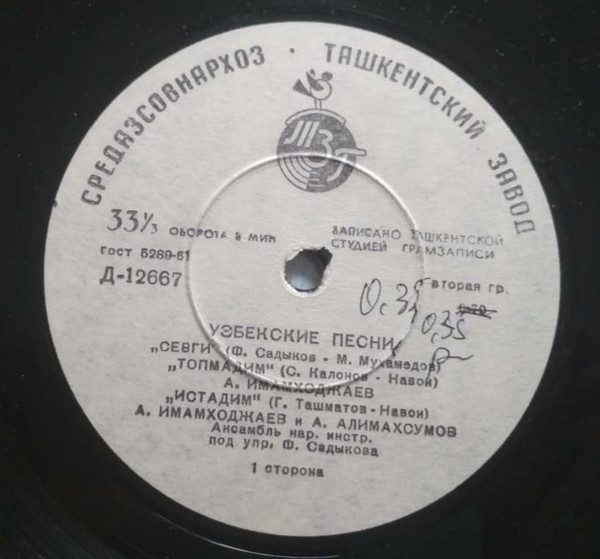 СРЕДАЗСОВНАРХОЗ · ТАШКЕНТСКИЙ ЗАВОД
ТЗГ
33⅓ ОБОРОТА В МИН
ЗАПИСАНО ТАШКЕНТСКОЙ
СТУДИЕЙ ГРАМЗАПИСИ
ГОСТ 5289-61
Д-12667
вторая гр.
0,35
0,35
УЗБЕКСКИЕ ПЕСНИ
„СЕВГИ" (Ф. Садыков - М. Мухамедов)
„ТОПМАДИМ" (С. Калонов - Навои)
А. ИМАМХОДЖАЕВ
„ИСТАДИМ" (Г. Ташматов - Навои)
А. ИМАМХОДЖАЕВ и А. АЛИМАХСУМОВ
Ансамбль нар. инстр.
под упр. Ф. Садыкова
1 сторона